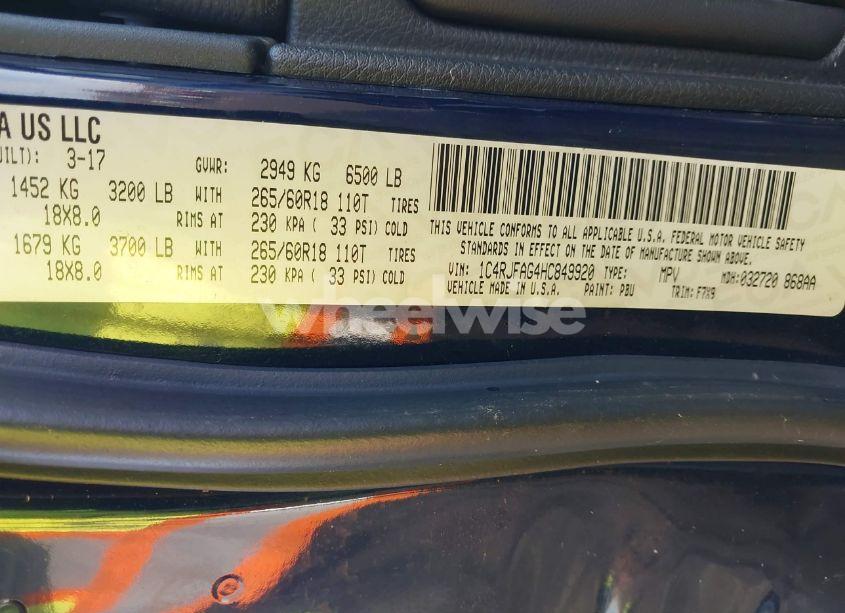 A US LLC
UILT): 3-17 GVWR: 2949 KG 6500 LB
1452 KG 3200 LB WITH 265/60R18 110T TIRES
18X8.0 RIMS AT 230 KPA ( 33 PSI) COLD
1679 KG 3700 LB WITH 265/60R18 110T TIRES
18X8.0 RIMS AT 230 KPA ( 33 PSI) COLD
THIS VEHICLE CONFORMS TO ALL APPLICABLE U.S.A. FEDERAL MOTOR VEHICLE SAFETY
STANDARDS IN EFFECT ON THE DATE OF MANUFACTURE SHOWN ABOVE.
VIN: 1C4RJFAG4HC849920 TYPE: MPV MDH:032720 868AA
VEHICLE MADE IN U.S.A. PAINT: PBU TRIM: F7X9
wheelwise